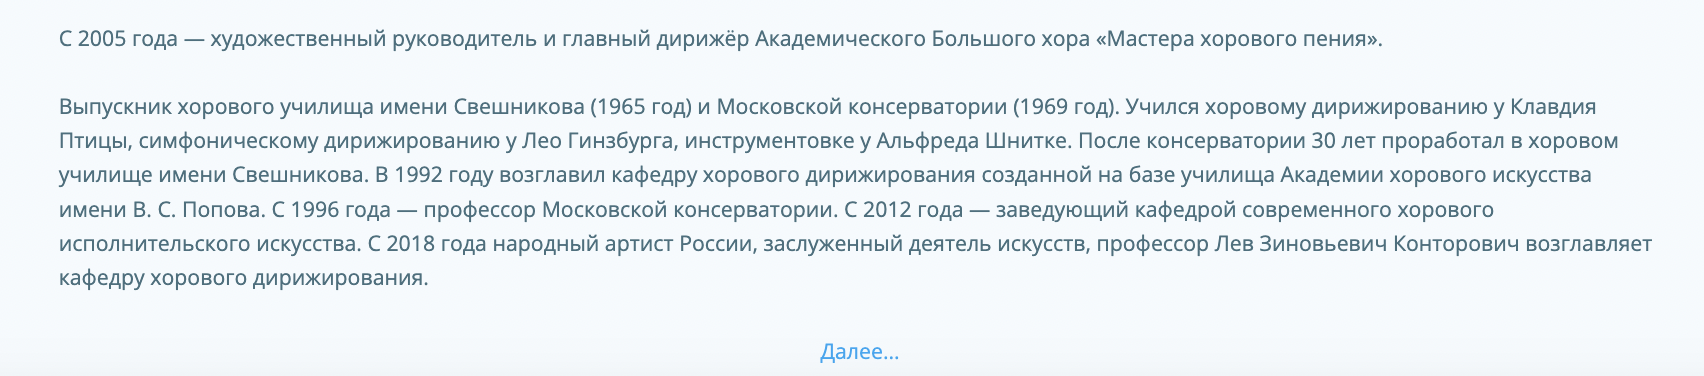 С 2005 года — художественный руководитель и главный дирижёр Академического Большого хора «Мастера хорового пения».
Выпускник хорового училища имени Свешникова (1965 год) и Московской консерватории (1969 год). Учился хоровому дирижированию у Клавдия
Птицы, симфоническому дирижированию у Лео Гинзбурга, инструментовке у Альфреда Шнитке. После консерватории 30 лет проработал в хоровом
училище имени Свешникова. В 1992 году возглавил кафедру хорового дирижирования созданной на базе училища Академии хорового искусства
имени В. С. Попова. С 1996 года — профессор Московской консерватории. С 2012 года — заведующий кафедрой современного хорового
исполнительского искусства. С 2018 года народный артист России, заслуженный деятель искусств, профессор Лев Зиновьевич Конторович возглавляет
кафедру хорового дирижирования.
Далее...